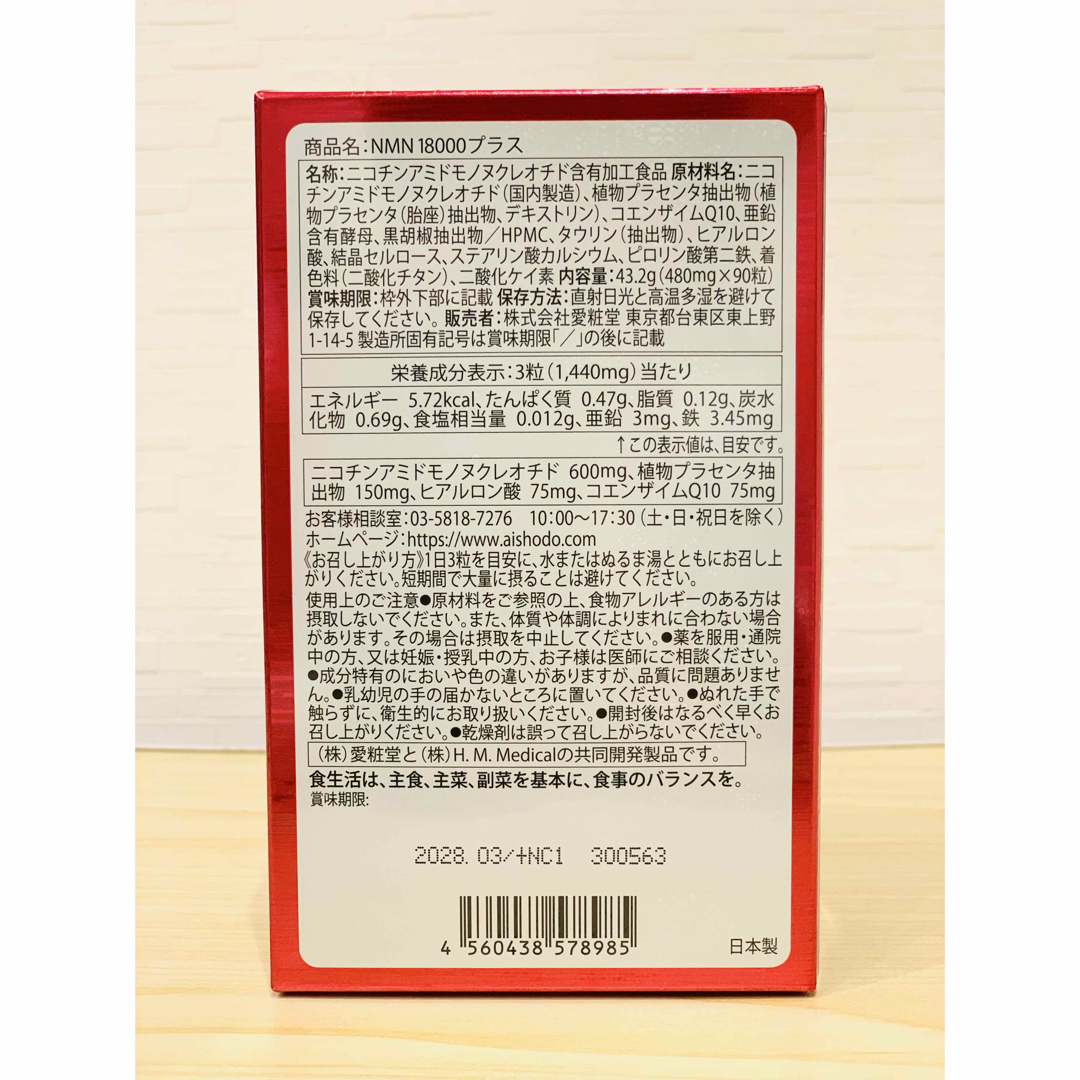 商品名：NMN 18000プラス
名称：ニコチンアミドモノヌクレオチド含有加工食品 原材料名：ニコ
チンアミドモノヌクレオチド（国内製造）、植物プラセンタ抽出物（植
物プラセンタ（胎座）抽出物、デキストリン）、コエンザイムQ10、亜鉛
含有酵母、黒胡椒抽出物／HPMC、タウリン（抽出物）、ヒアルロン
酸、結晶セルロース、ステアリン酸カルシウム、ピロリン酸第二鉄、着
色料（二酸化チタン）、二酸化ケイ素 内容量：43.2g（480mg×90粒）
賞味期限：枠外下部に記載 保存方法：直射日光と高温多湿を避けて
保存してください。 販売者：株式会社愛粧堂 東京都台東区東上野
1-14-5 製造所固有記号は賞味期限「／」の後に記載
栄養成分表示：3粒（1,440mg）当たり
エネルギー 5.72kcal、たんぱく質 0.47g、脂質 0.12g、炭水
化物 0.69g、食塩相当量 0.012g、亜鉛 3mg、鉄 3.45mg
↑この表示値は、目安です。
ニコチンアミドモノヌクレオチド 600mg、植物プラセンタ抽
出物 150mg、ヒアルロン酸 75mg、コエンザイムQ10 75mg
お客様相談室：03-5818-7276 10：00～17：30（土・日・祝日を除く）
ホームページ：https://www.aishodo.com
《お召し上がり方》1日3粒を目安に、水またはぬるま湯とともにお召し上
がりください。短期間で大量に摂ることは避けてください。
使用上のご注意●原材料をご参照の上、食物アレルギーのある方は
摂取しないでください。また、体質や体調によりまれに合わない場合
があります。その場合は摂取を中止してください。●薬を服用・通院
中の方、又は妊娠・授乳中の方、お子様は医師にご相談ください。
●成分特有のにおいや色の違いがありますが、品質に問題ありませ
ん。●乳幼児の手の届かないところに置いてください。●ぬれた手で
触らずに、衛生的にお取り扱いください。●開封後はなるべく早くお
召し上がりください。●乾燥剤は誤って召し上がらないでください。
（株）愛粧堂と（株）H. M. Medicalの共同開発製品です。
食生活は、主食、主菜、副菜を基本に、食事のバランスを。
賞味期限:
2028. 03/+NC1 300563
4 560438 578985
日本製